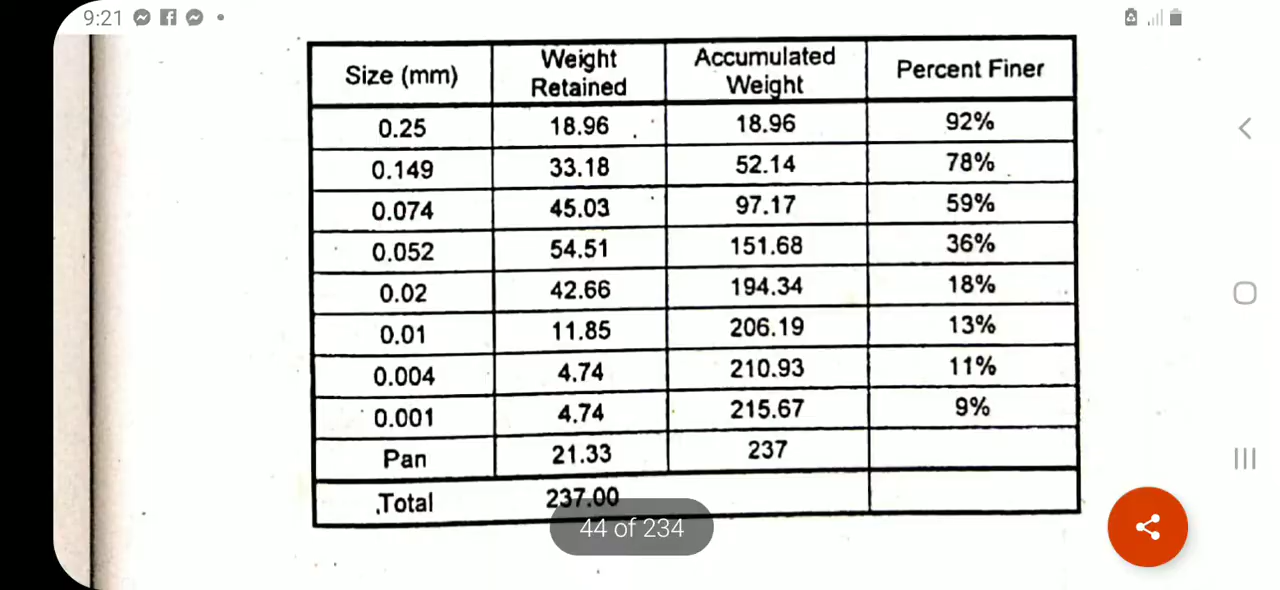 9:21
Size (mm) Weight Retained Accumulated Weight Percent Finer
0.25 18.96 18.96 92%
0.149 33.18 52.14 78%
0.074 45.03 97.17 59%
0.052 54.51 151.68 36%
0.02 42.66 194.34 18%
0.01 11.85 206.19 13%
0.004 4.74 210.93 11%
0.001 4.74 215.67 9%
Pan 21.33 237
Total 237.00
44 of 234